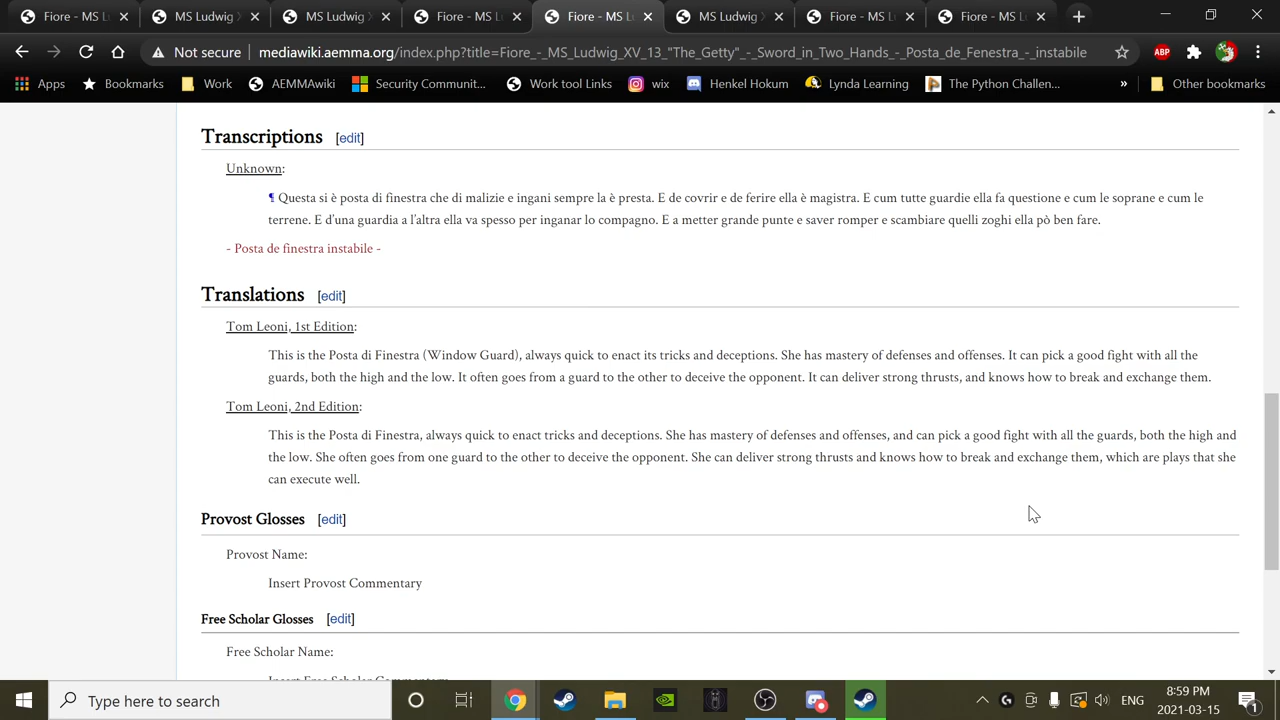 Fiore - MS L
MS Ludwig X
MS Ludwig X
Fiore - MS L
Fiore - MS L
MS Ludwig X
Fiore - MS L
Fiore - MS L
Not secure | mediawiki.aemma.org/index.php?title=Fiore_-_MS_Ludwig_XV_13_"The_Getty"_-_Sword_in_Two_Hands_-_Posta_de_Fenestra_-_instabile
ABP
Apps Bookmarks Work AEMMAwiki Security Communit... Work tool Links wix Henkel Hokum Lynda Learning The Python Challen... » Other bookmarks
Transcriptions [edit]
Unknown:
¶ Questa si è posta di finestra che di malizie e ingani sempre la è presta. E de covrir e de ferire ella è magistra. E cum tutte guardie ella fa questione e cum le soprane e cum le
terrene. E d'una guardia a l'altra ella va spesso per inganar lo compagno. E a metter grande punte e saver romper e scambiare quelli zoghi ella pò ben fare.
- Posta de finestra instabile -
Translations [edit]
Tom Leoni, 1st Edition:
This is the Posta di Finestra (Window Guard), always quick to enact its tricks and deceptions. She has mastery of defenses and offenses. It can pick a good fight with all the
guards, both the high and the low. It often goes from a guard to the other to deceive the opponent. It can deliver strong thrusts, and knows how to break and exchange them.
Tom Leoni, 2nd Edition:
This is the Posta di Finestra, always quick to enact tricks and deceptions. She has mastery of defenses and offenses, and can pick a good fight with all the guards, both the high and
the low. She often goes from one guard to the other to deceive the opponent. She can deliver strong thrusts and knows how to break and exchange them, which are plays that she
can execute well.
Provost Glosses [edit]
Provost Name:
Insert Provost Commentary
Free Scholar Glosses [edit]
Free Scholar Name:
Insert Free Scholar Commentary
Type here to search
ENG
8:59 PM
2021-03-15
1